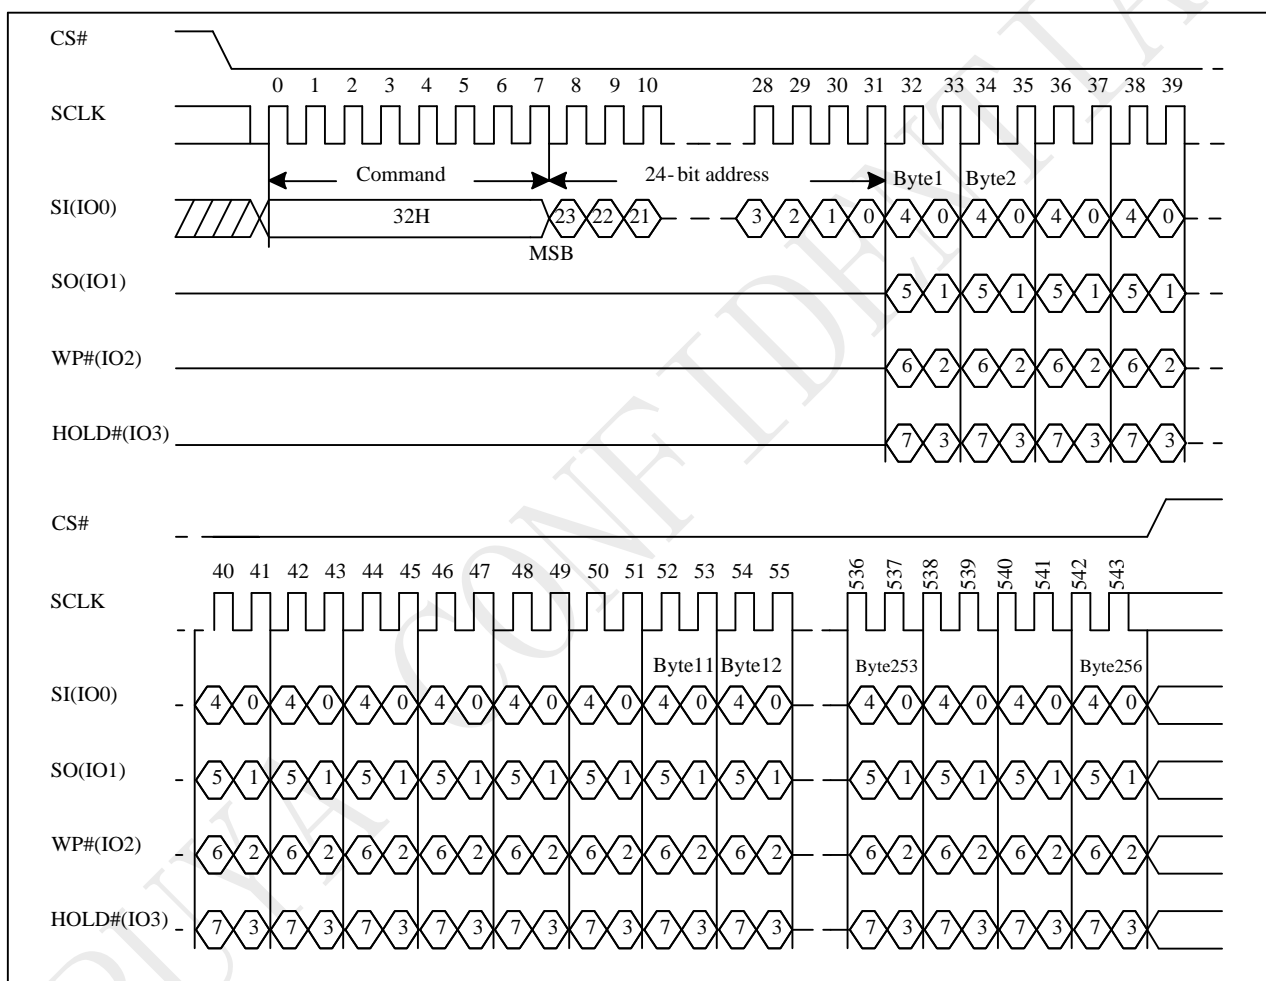 CS#
0 1 2 3 4 5 6 7 8 9 10 28 29 30 31 32 33 34 35 36 37 38 39
SCLK
Command 24-bit address Byte1 Byte2
SI(IO0) 32H 23 22 21 3 2 1 0 4 0 4 0 4 0 4 0
MSB
SO(IO1) 5 1 5 1 5 1 5 1
WP#(IO2) 6 2 6 2 6 2 6 2
HOLD#(IO3) 7 3 7 3 7 3 7 3
CS#
40 41 42 43 44 45 46 47 48 49 50 51 52 53 54 55 536 537 538 539 540 541 542 543
SCLK
Byte11 Byte12 Byte253 Byte256
SI(IO0) 4 0 4 0 4 0 4 0 4 0 4 0 4 0 4 0 4 0 4 0 4 0 4 0
SO(IO1) 5 1 5 1 5 1 5 1 5 1 5 1 5 1 5 1 5 1 5 1 5 1 5 1
WP#(IO2) 6 2 6 2 6 2 6 2 6 2 6 2 6 2 6 2 6 2 6 2 6 2 6 2
HOLD#(IO3) 7 3 7 3 7 3 7 3 7 3 7 3 7 3 7 3 7 3 7 3 7 3 7 3
PUYA CONFIDENTIA